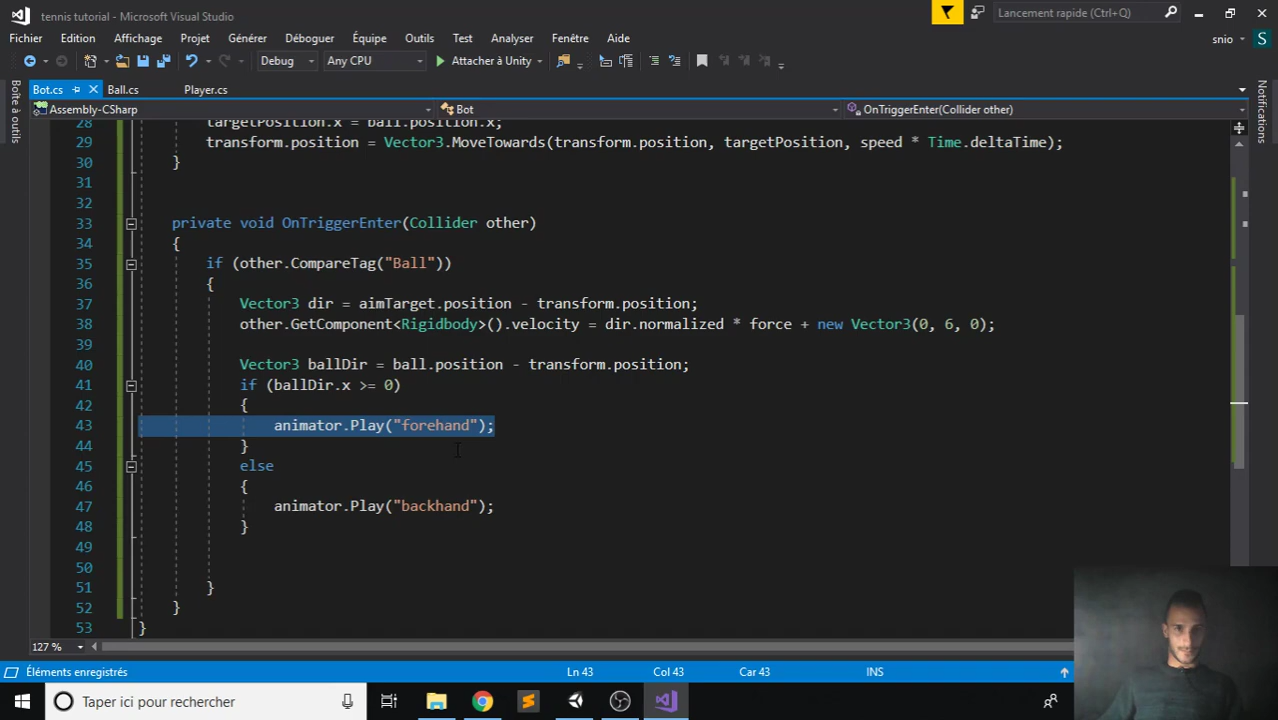 tennis tutorial - Microsoft Visual Studio
Lancement rapide (Ctrl+Q)
Fichier Edition Affichage Projet Générer Déboguer Équipe Outils Test Analyser Fenêtre Aide
snio S
Debug Any CPU Attacher à Unity
Boîte à outils
Notifications
Bot.cs Ball.cs Player.cs
Assembly-CSharp Bot OnTriggerEnter(Collider other)
28 targetPosition.x = ball.position.x;
29 transform.position = Vector3.MoveTowards(transform.position, targetPosition, speed * Time.deltaTime);
30 }
31
32
33 private void OnTriggerEnter(Collider other)
34 {
35 if (other.CompareTag("Ball"))
36 {
37 Vector3 dir = aimTarget.position - transform.position;
38 other.GetComponent<Rigidbody>().velocity = dir.normalized * force + new Vector3(0, 6, 0);
39
40 Vector3 ballDir = ball.position - transform.position;
41 if (ballDir.x >= 0)
42 {
43 animator.Play("forehand");
44 }
45 else
46 {
47 animator.Play("backhand");
48 }
49
50
51 }
52 }
53 }
127 %
Éléments enregistrés Ln 43 Col 43 Car 43 INS
Taper ici pour rechercher